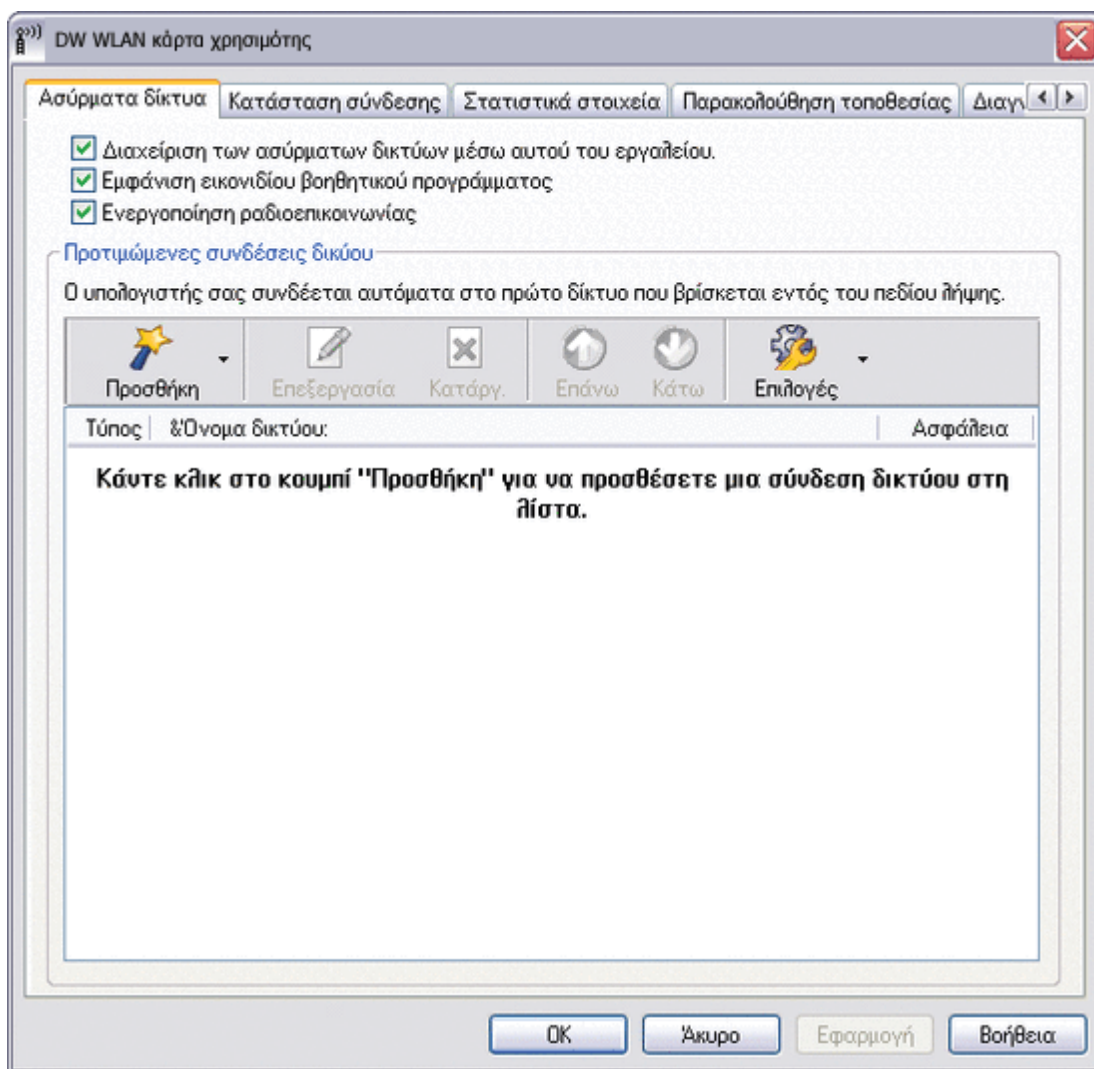 DW WLAN κάρτα χρησιμότης
Ασύρματα δίκτυα Κατάσταση σύνδεσης Στατιστικά στοιχεία Παρακολούθηση τοποθεσίας Διαγν
Διαχείριση των ασύρματων δικτύων μέσω αυτού του εργαλείου.
Εμφάνιση εικονιδίου βοηθητικού προγράμματος
Ενεργοποίηση ραδιοεπικοινωνίας
Προτιμώμενες συνδέσεις δικύου
Ο υπολογιστής σας συνδέεται αυτόματα στο πρώτο δίκτυο που βρίσκεται εντός του πεδίου λήψης.
Προσθήκη Επεξεργασία Κατάργ. Επάνω Κάτω Επιλογές
Τύπος &Όνομα δικτύου: Ασφάλεια
Κάντε κλικ στο κουμπί "Προσθήκη" για να προσθέσετε μια σύνδεση δικτύου στη
λίστα.
OK Άκυρο Εφαρμογή Βοήθεια